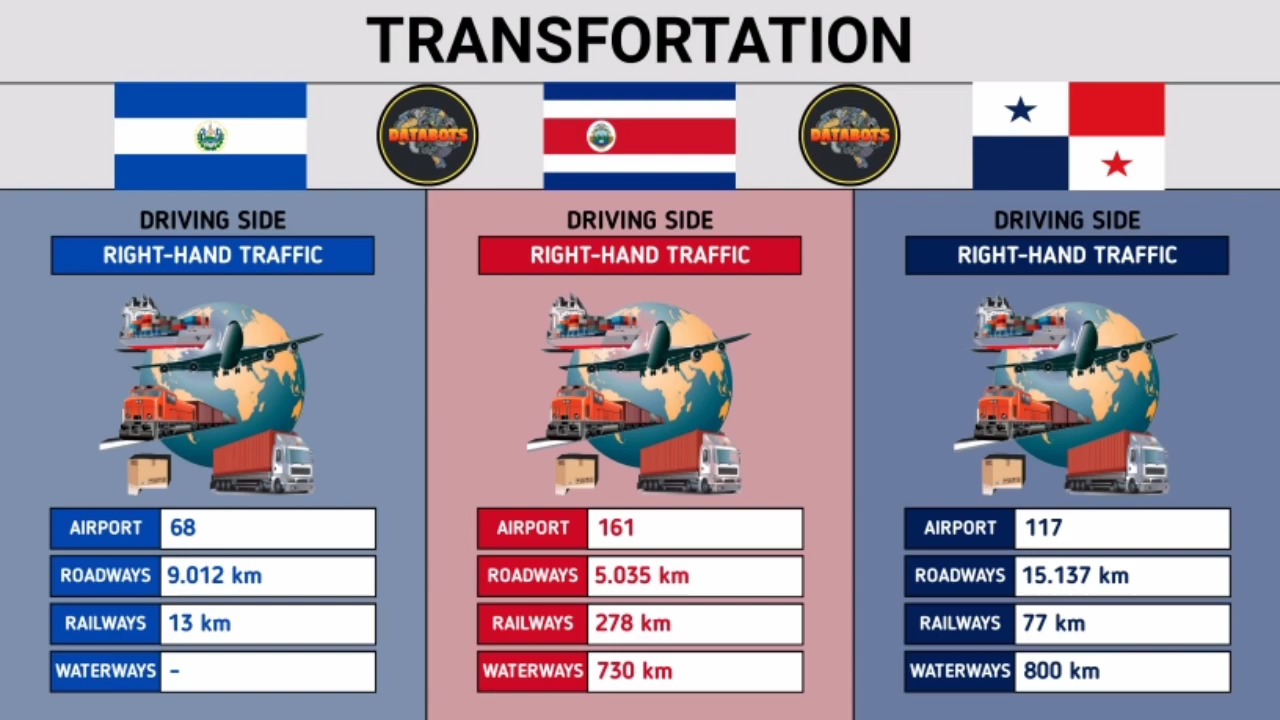 TRANSFORTATION
DATABOTS
DATABOTS
DRIVING SIDE
RIGHT-HAND TRAFFIC
AIRPORT 68
ROADWAYS 9.012 km
RAILWAYS 13 km
WATERWAYS -
DRIVING SIDE
RIGHT-HAND TRAFFIC
AIRPORT 161
ROADWAYS 5.035 km
RAILWAYS 278 km
WATERWAYS 730 km
DRIVING SIDE
RIGHT-HAND TRAFFIC
AIRPORT 117
ROADWAYS 15.137 km
RAILWAYS 77 km
WATERWAYS 800 km